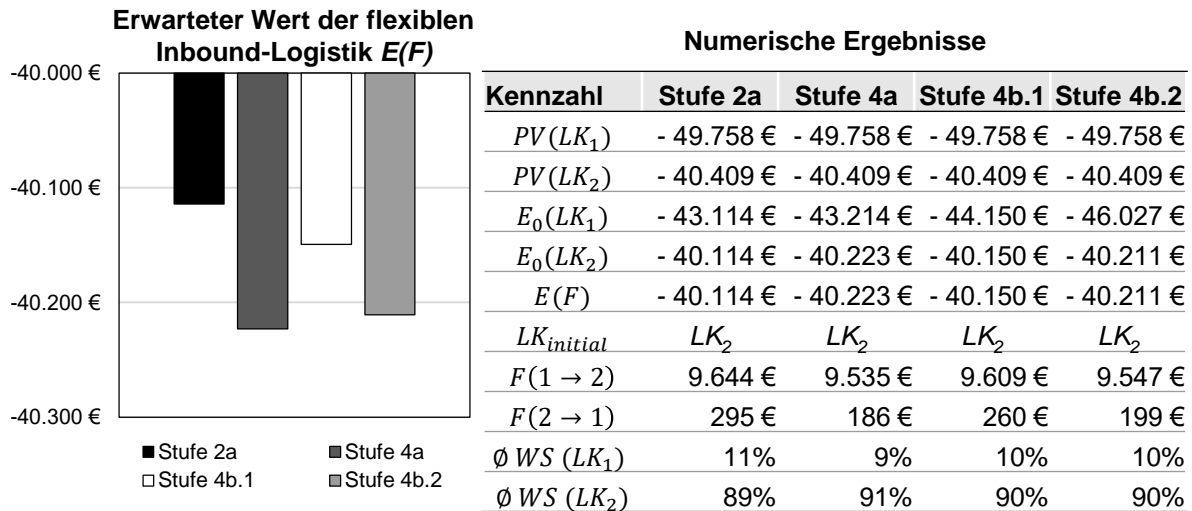 Erwarteter Wert der flexiblen
Inbound-Logistik E(F)
-40.000 €
-40.100 €
-40.200 €
-40.300 €
■ Stufe 2a ■ Stufe 4a
□ Stufe 4b.1 ■ Stufe 4b.2
Numerische Ergebnisse
Kennzahl Stufe 2a Stufe 4a Stufe 4b.1 Stufe 4b.2
PV(LK₁) - 49.758 € - 49.758 € - 49.758 € - 49.758 €
PV(LK₂) - 40.409 € - 40.409 € - 40.409 € - 40.409 €
E₀(LK₁) - 43.114 € - 43.214 € - 44.150 € - 46.027 €
E₀(LK₂) - 40.114 € - 40.223 € - 40.150 € - 40.211 €
E(F) - 40.114 € - 40.223 € - 40.150 € - 40.211 €
LKinitial LK₂ LK₂ LK₂ LK₂
F(1 → 2) 9.644 € 9.535 € 9.609 € 9.547 €
F(2 → 1) 295 € 186 € 260 € 199 €
Ø WS (LK₁) 11% 9% 10% 10%
Ø WS (LK₂) 89% 91% 90% 90%